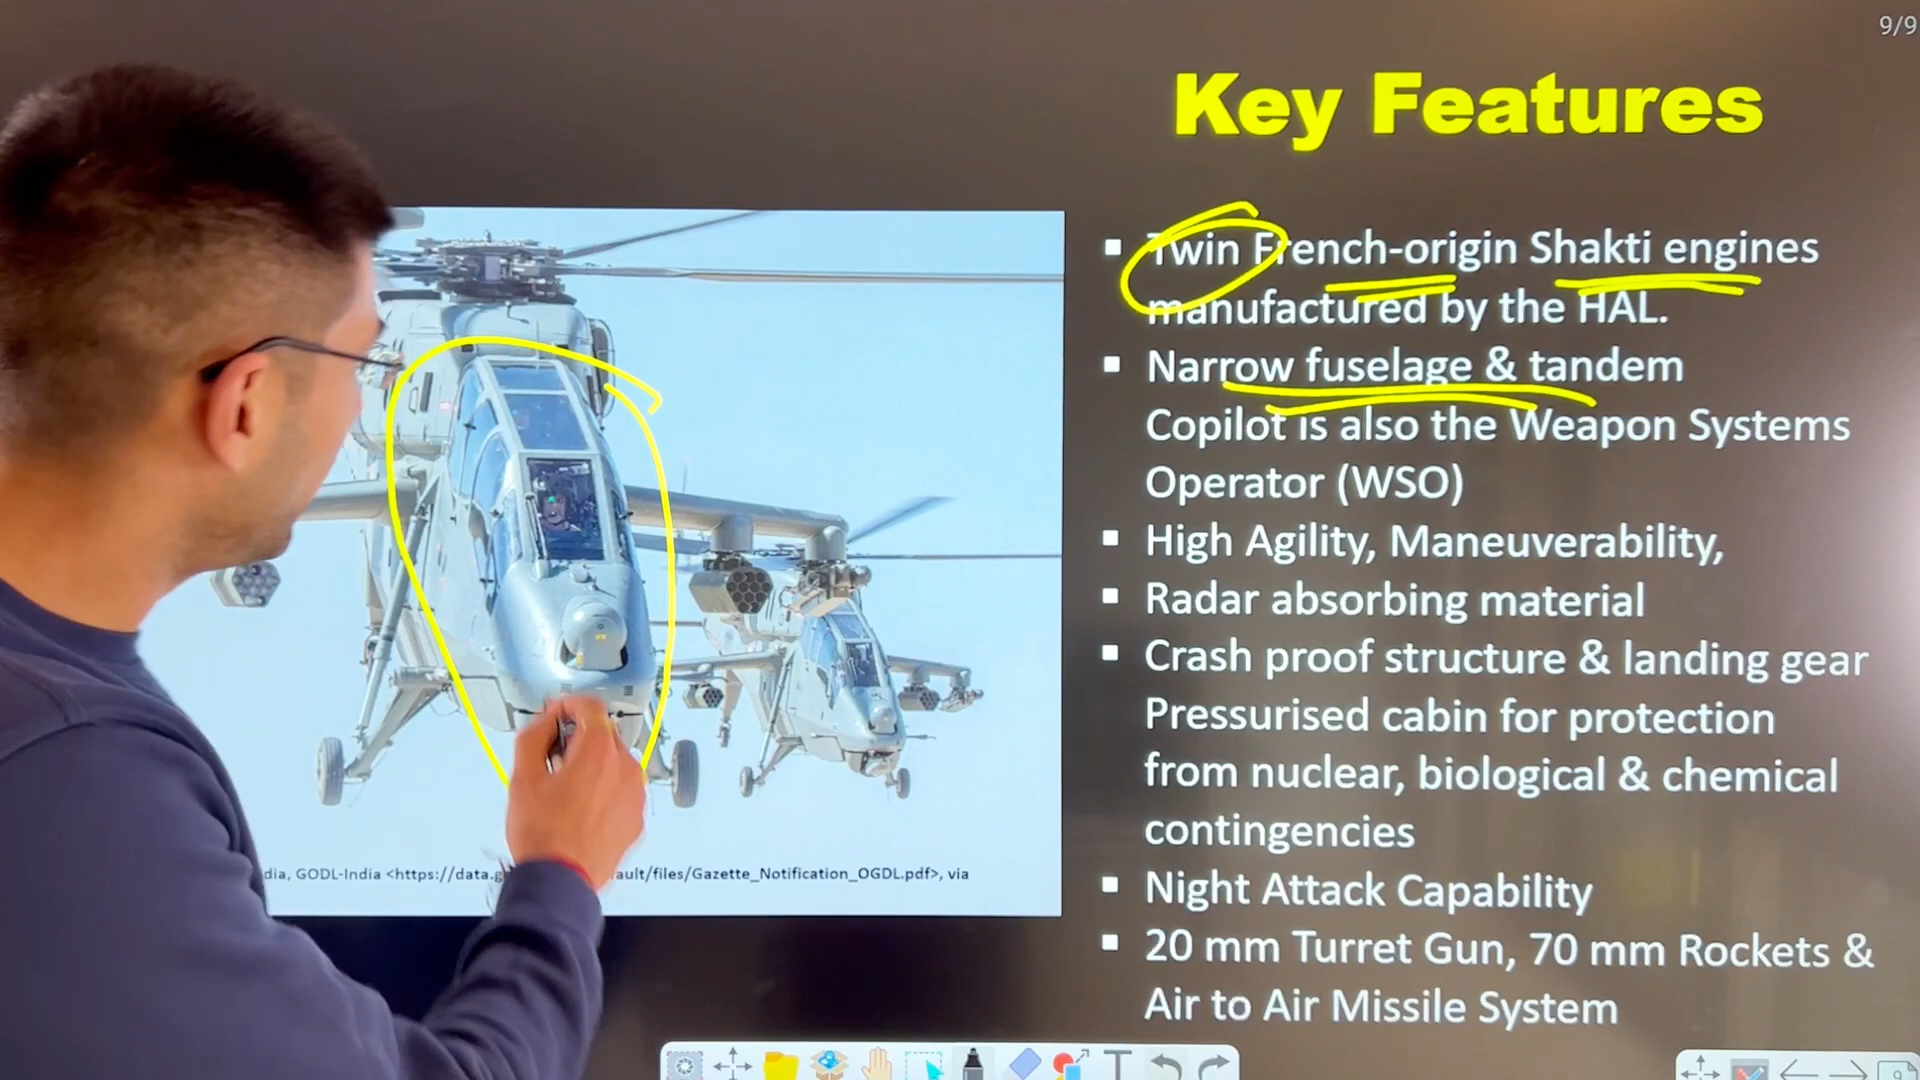 9/9
Key Features
▪ Twin French-origin Shakti engines
manufactured by the HAL.
▪ Narrow fuselage & tandem
Copilot is also the Weapon Systems
Operator (WSO)
▪ High Agility, Maneuverability,
▪ Radar absorbing material
▪ Crash proof structure & landing gear
Pressurised cabin for protection
from nuclear, biological & chemical
contingencies
▪ Night Attack Capability
▪ 20 mm Turret Gun, 70 mm Rockets &
Air to Air Missile System
dia, GODL-India <https://data.g ault/files/Gazette_Notification_OGDL.pdf>, via
T
9